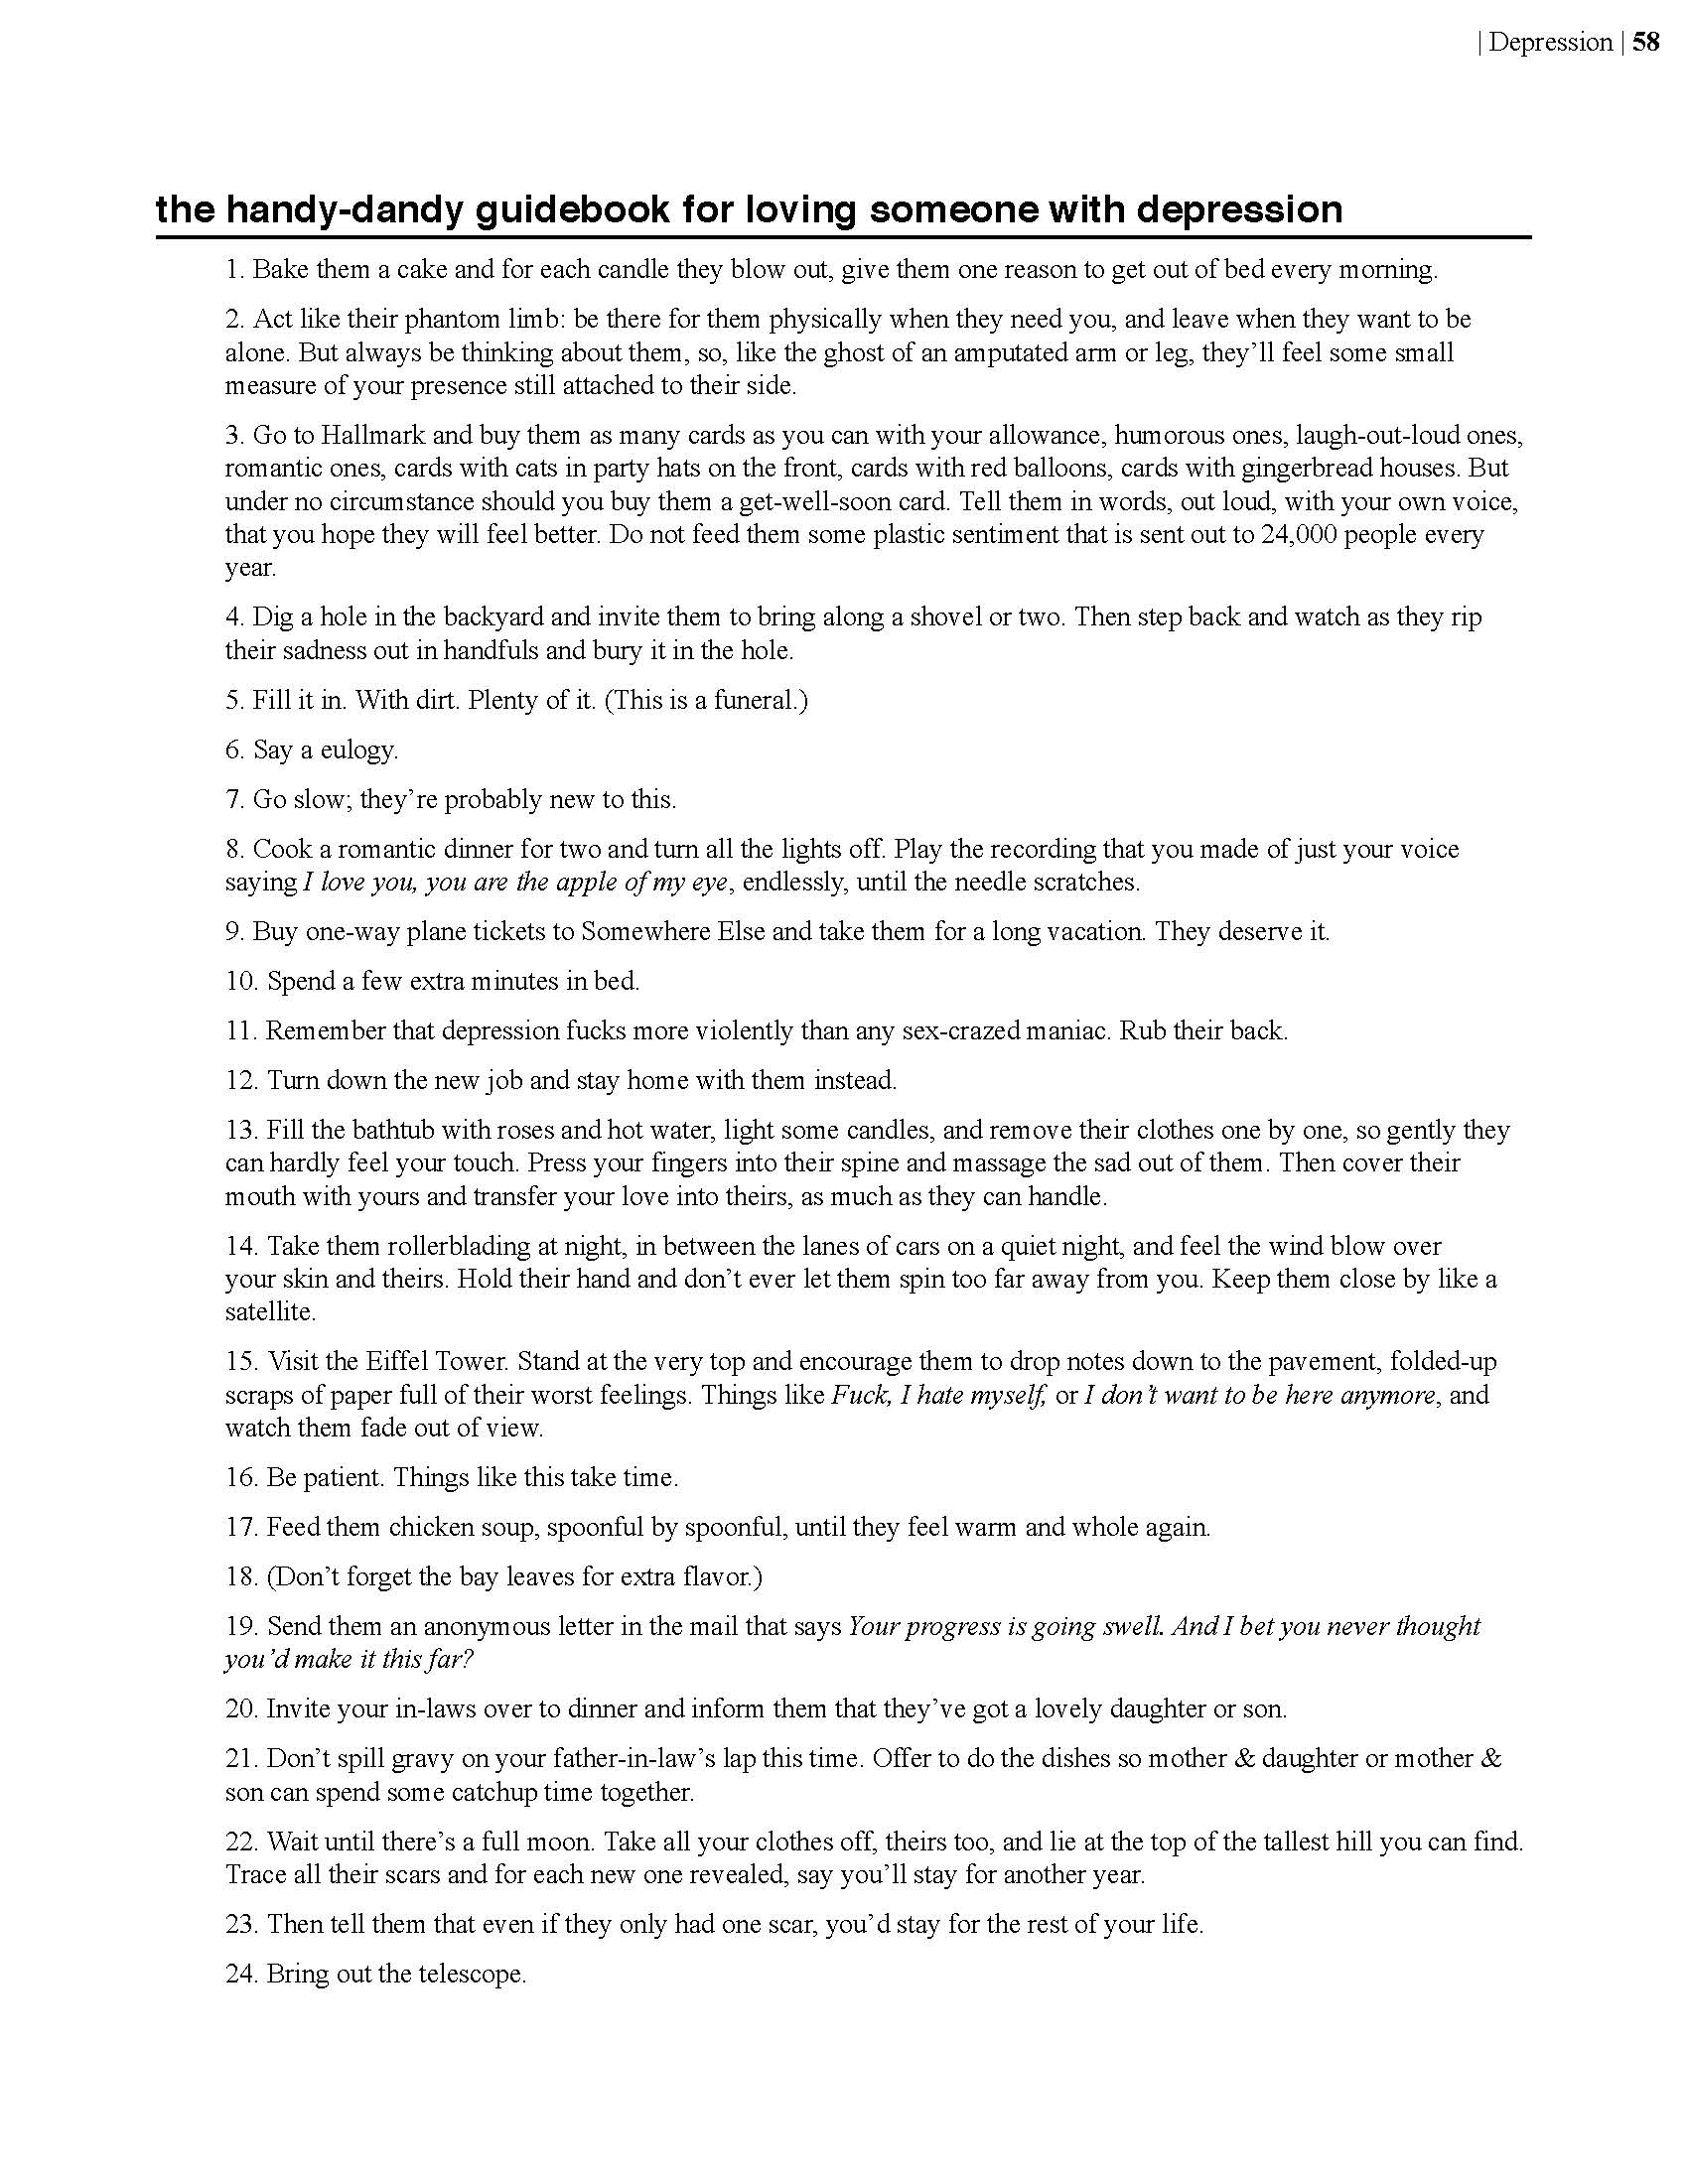 | Depression | 58
the handy-dandy guidebook for loving someone with depression
1. Bake them a cake and for each candle they blow out, give them one reason to get out of bed every morning.
2. Act like their phantom limb: be there for them physically when they need you, and leave when they want to be
alone. But always be thinking about them, so, like the ghost of an amputated arm or leg, they’ll feel some small
measure of your presence still attached to their side.
3. Go to Hallmark and buy them as many cards as you can with your allowance, humorous ones, laugh-out-loud ones,
romantic ones, cards with cats in party hats on the front, cards with red balloons, cards with gingerbread houses. But
under no circumstance should you buy them a get-well-soon card. Tell them in words, out loud, with your own voice,
that you hope they will feel better. Do not feed them some plastic sentiment that is sent out to 24,000 people every
year.
4. Dig a hole in the backyard and invite them to bring along a shovel or two. Then step back and watch as they rip
their sadness out in handfuls and bury it in the hole.
5. Fill it in. With dirt. Plenty of it. (This is a funeral.)
6. Say a eulogy.
7. Go slow; they’re probably new to this.
8. Cook a romantic dinner for two and turn all the lights off. Play the recording that you made of just your voice
saying I love you, you are the apple of my eye, endlessly, until the needle scratches.
9. Buy one-way plane tickets to Somewhere Else and take them for a long vacation. They deserve it.
10. Spend a few extra minutes in bed.
11. Remember that depression fucks more violently than any sex-crazed maniac. Rub their back.
12. Turn down the new job and stay home with them instead.
13. Fill the bathtub with roses and hot water, light some candles, and remove their clothes one by one, so gently they
can hardly feel your touch. Press your fingers into their spine and massage the sad out of them. Then cover their
mouth with yours and transfer your love into theirs, as much as they can handle.
14. Take them rollerblading at night, in between the lanes of cars on a quiet night, and feel the wind blow over
your skin and theirs. Hold their hand and don’t ever let them spin too far away from you. Keep them close by like a
satellite.
15. Visit the Eiffel Tower. Stand at the very top and encourage them to drop notes down to the pavement, folded-up
scraps of paper full of their worst feelings. Things like Fuck, I hate myself, or I don’t want to be here anymore, and
watch them fade out of view.
16. Be patient. Things like this take time.
17. Feed them chicken soup, spoonful by spoonful, until they feel warm and whole again.
18. (Don’t forget the bay leaves for extra flavor.)
19. Send them an anonymous letter in the mail that says Your progress is going swell. And I bet you never thought
you’d make it this far?
20. Invite your in-laws over to dinner and inform them that they’ve got a lovely daughter or son.
21. Don’t spill gravy on your father-in-law’s lap this time. Offer to do the dishes so mother & daughter or mother &
son can spend some catchup time together.
22. Wait until there’s a full moon. Take all your clothes off, theirs too, and lie at the top of the tallest hill you can find.
Trace all their scars and for each new one revealed, say you’ll stay for another year.
23. Then tell them that even if they only had one scar, you’d stay for the rest of your life.
24. Bring out the telescope.